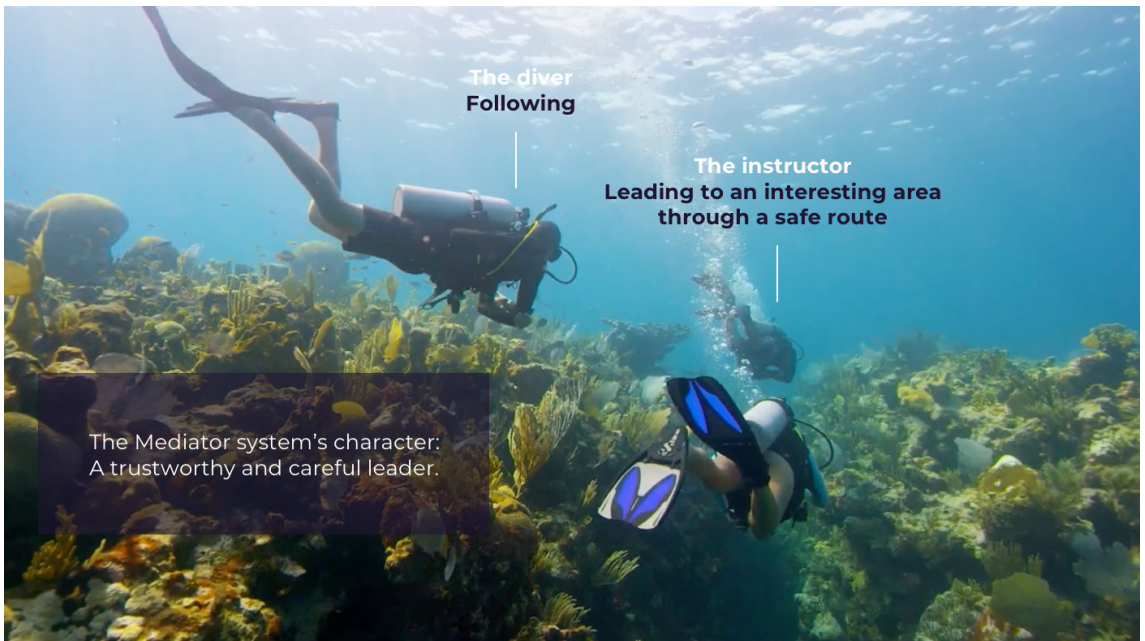 The diver
Following
The instructor
Leading to an interesting area
through a safe route
The Mediator system’s character:
A trustworthy and careful leader.